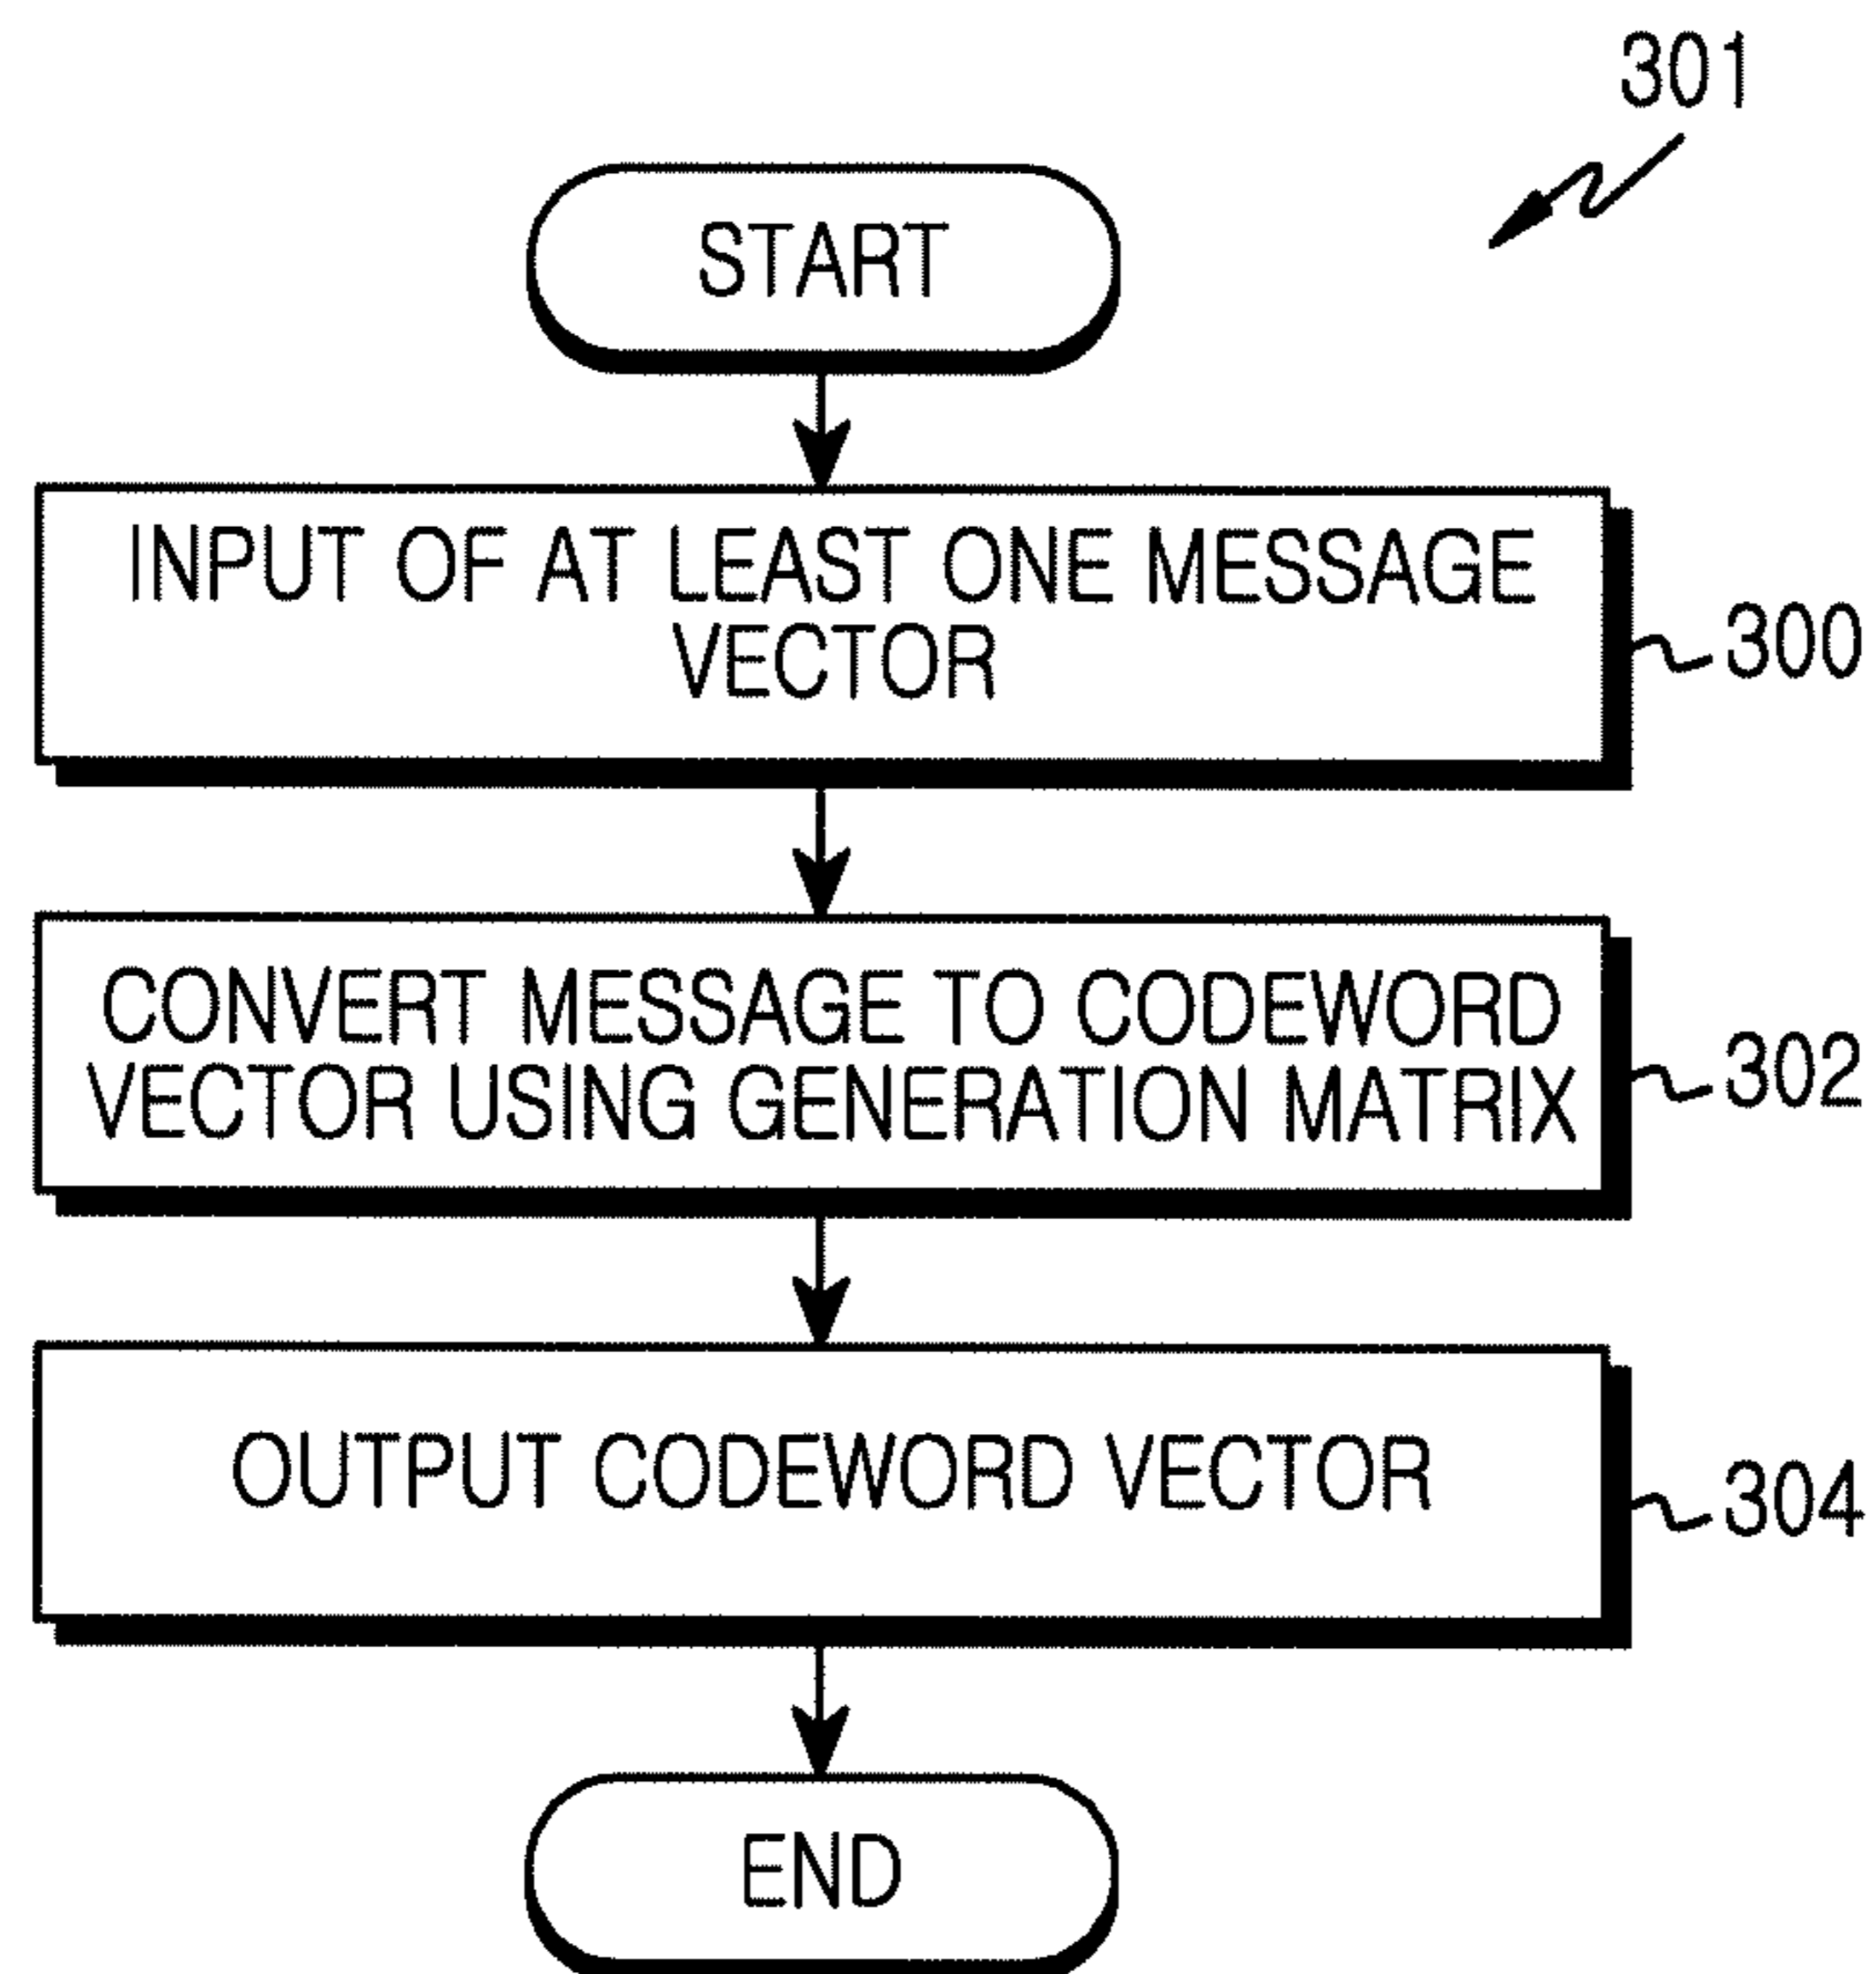 301
START
INPUT OF AT LEAST ONE MESSAGE
VECTOR
300
CONVERT MESSAGE TO CODEWORD
VECTOR USING GENERATION MATRIX
302
OUTPUT CODEWORD VECTOR
304
END